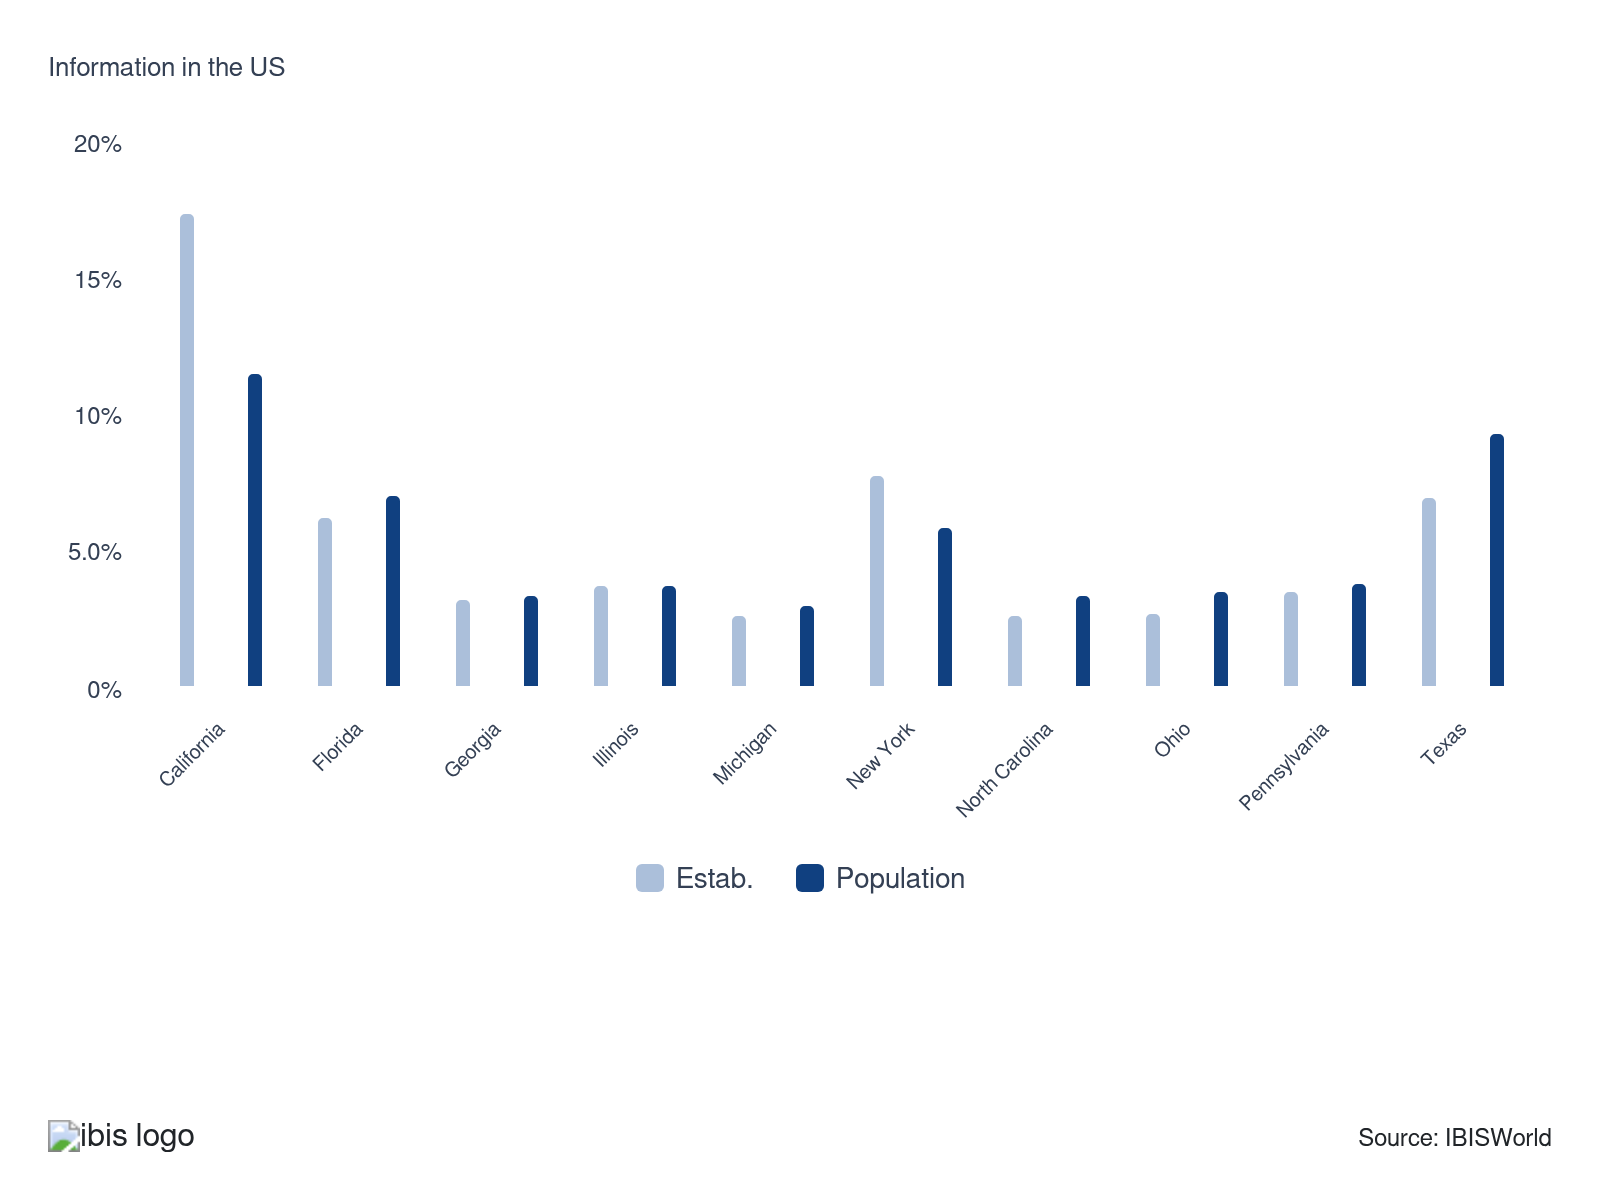 Information in the US
20%
15%
10%
5.0%
0%
California
Florida
Georgia
Illinois
Michigan
New York
North Carolina
Ohio
Pennsylvania
Texas
Estab.
Population
ibis logo
Source: IBISWorld